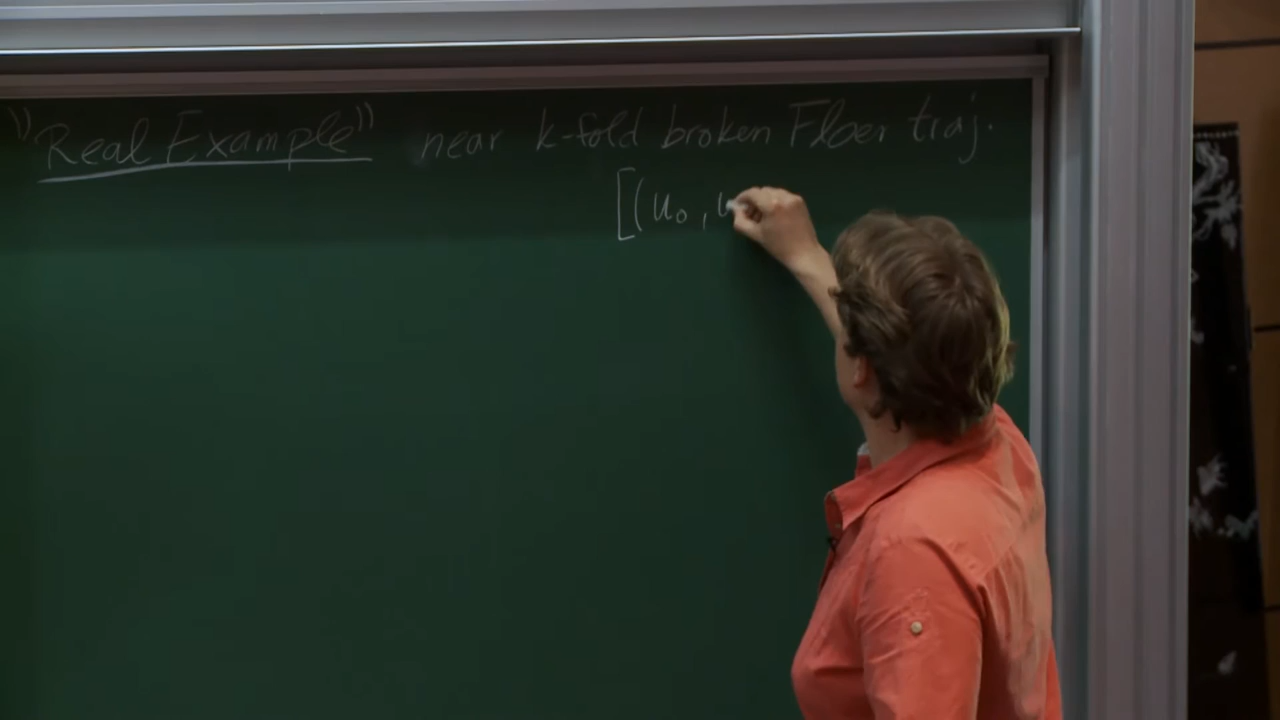 "Real Example" near k-fold broken Floer traj.
[(u₀, u